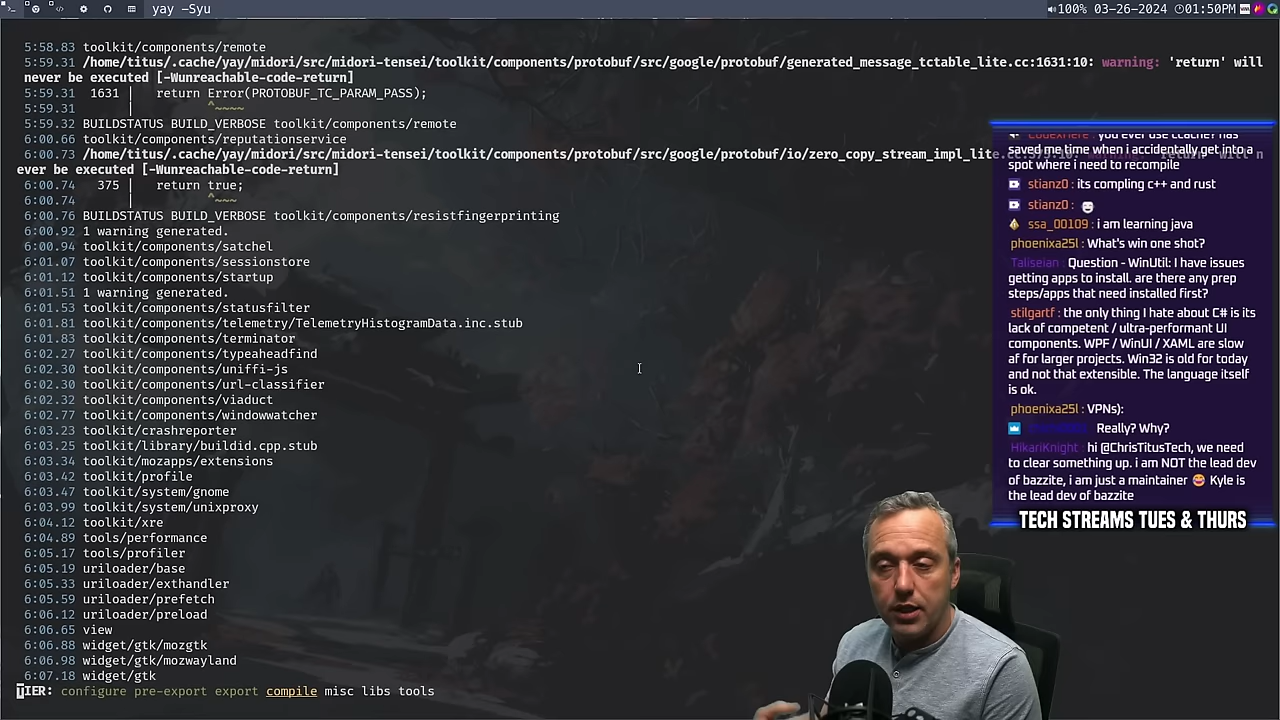 yay -Syu
100% 03-26-2024 01:50PM
5:58.83 toolkit/components/remote
5:59.31 /home/titus/.cache/yay/midori/src/midori-tensei/toolkit/components/protobuf/src/google/protobuf/generated_message_tctable_lite.cc:1631:10: warning: 'return' will
never be executed [-Wunreachable-code-return]
5:59.31 1631 | return Error(PROTOBUF_TC_PARAM_PASS);
5:59.31 | ^~~~~
5:59.32 BUILDSTATUS BUILD_VERBOSE toolkit/components/remote
6:00.66 toolkit/components/reputationservice
6:00.73 /home/titus/.cache/yay/midori/src/midori-tensei/toolkit/components/protobuf/src/google/protobuf/io/zero_copy_stream_impl_lite.cc:375:10: warning: 'return' will n
ever be executed [-Wunreachable-code-return]
6:00.74 375 | return true;
6:00.74 | ^~~~
6:00.76 BUILDSTATUS BUILD_VERBOSE toolkit/components/resistfingerprinting
6:00.92 1 warning generated.
6:00.94 toolkit/components/satchel
6:01.07 toolkit/components/sessionstore
6:01.12 toolkit/components/startup
6:01.51 1 warning generated.
6:01.53 toolkit/components/statusfilter
6:01.81 toolkit/components/telemetry/TelemetryHistogramData.inc.stub
6:01.83 toolkit/components/terminator
6:02.27 toolkit/components/typeaheadfind
6:02.30 toolkit/components/uniffi-js
6:02.30 toolkit/components/url-classifier
6:02.32 toolkit/components/viaduct
6:02.77 toolkit/components/windowwatcher
6:03.23 toolkit/crashreporter
6:03.25 toolkit/library/buildid.cpp.stub
6:03.34 toolkit/mozapps/extensions
6:03.42 toolkit/profile
6:03.47 toolkit/system/gnome
6:03.99 toolkit/system/unixproxy
6:04.12 toolkit/xre
6:04.89 tools/performance
6:05.17 tools/profiler
6:05.19 uriloader/base
6:05.33 uriloader/exthandler
6:05.59 uriloader/prefetch
6:06.12 uriloader/preload
6:06.65 view
6:06.88 widget/gtk/mozgtk
6:06.98 widget/gtk/mozwayland
6:07.18 widget/gtk
TIER: configure pre-export export compile misc libs tools
you ever use ccache? has
saved me time when i accidentally get into a
spot where i need to recompile
stianz0 : its compling c++ and rust
stianz0 :
ssa_00109 : i am learning java
phoenixa25l : What's win one shot?
Taliseian : Question - WinUtil: I have issues
getting apps to install. are there any prep
steps/apps that need installed first?
stilgartf : the only thing I hate about C# is its
lack of competent / ultra-performant UI
components. WPF / WinUI / XAML are slow
af for larger projects. Win32 is old for today
and not that extensible. The language itself
is ok.
phoenixa25l : VPNs):
Really? Why?
HikariKnight : hi @ChrisTitusTech, we need
to clear something up. i am NOT the lead dev
of bazzite, i am just a maintainer Kyle is
the lead dev of bazzite
TECH STREAMS TUES & THURS